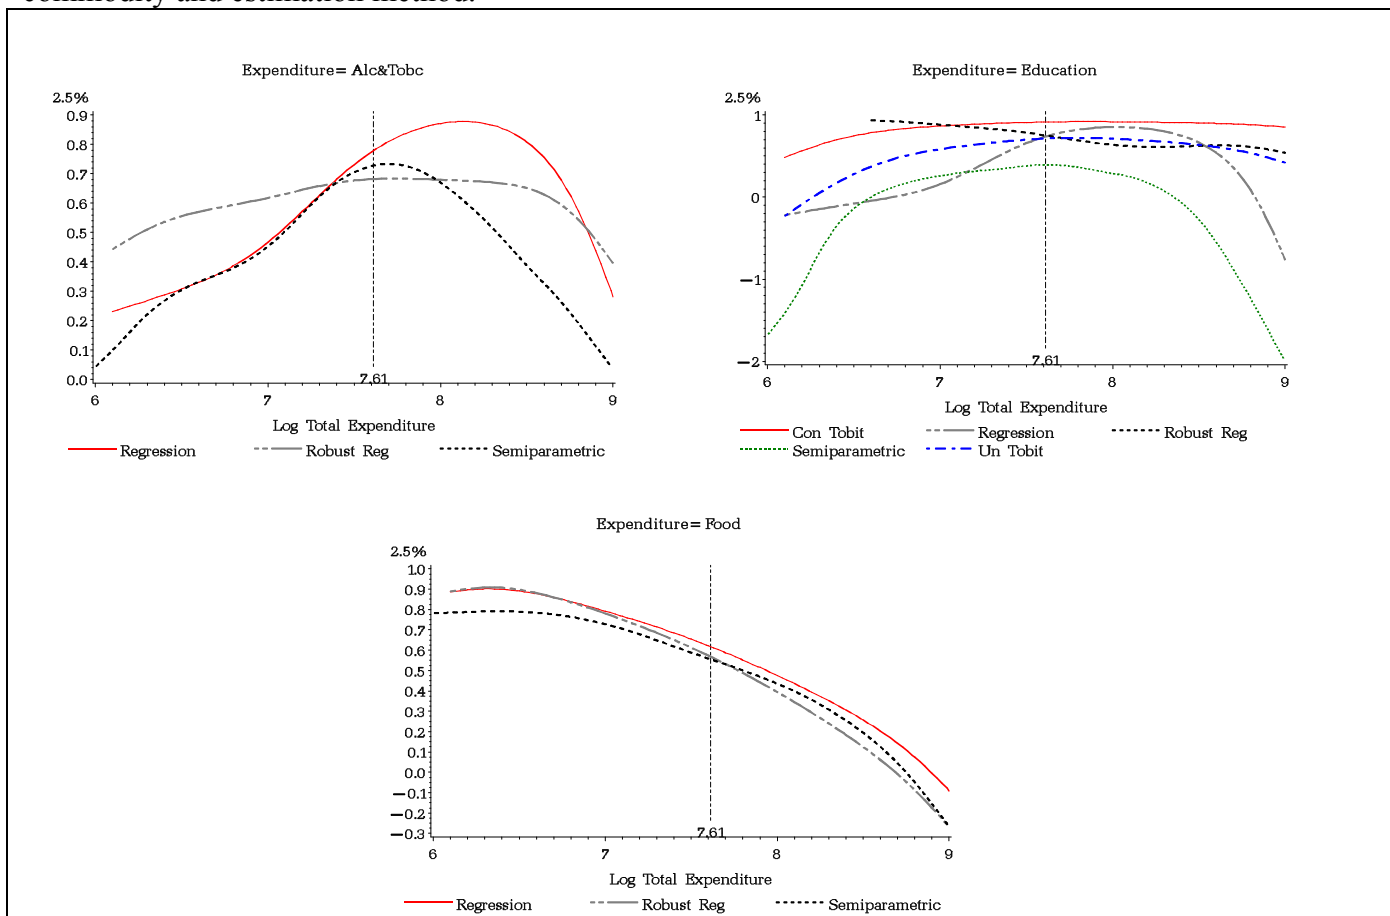 commodity and estimation method.
Expenditure= Alc&Tobc
2.5%
0.9
0.8
0.7
0.6
0.5
0.4
0.3
0.2
0.1
0.0
7.61
6 7 8 9
Log Total Expenditure
Regression Robust Reg Semiparametric
Expenditure= Education
2.5%
1
0
−1
−2
7.61
6 7 8 9
Log Total Expenditure
Con Tobit Regression Robust Reg
Semiparametric Un Tobit
Expenditure= Food
2.5%
1.0
0.9
0.8
0.7
0.6
0.5
0.4
0.3
0.2
0.1
0.0
−0.1
−0.2
−0.3
7.61
6 7 8 9
Log Total Expenditure
Regression Robust Reg Semiparametric